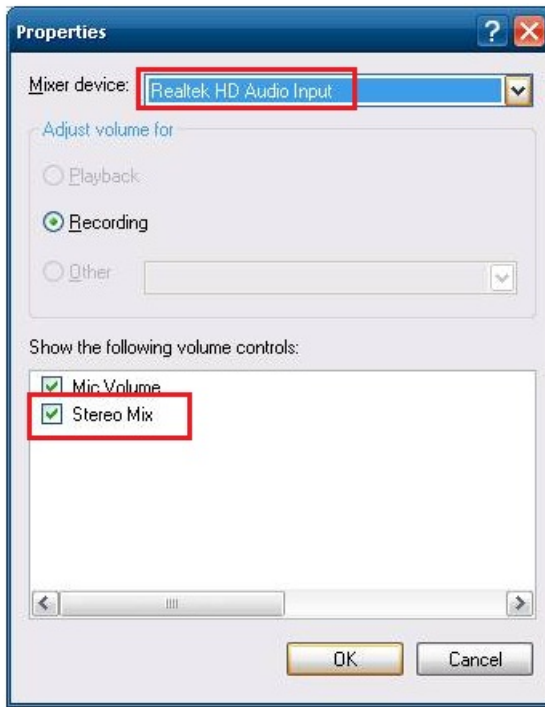 Properties
Mixer device: Realtek HD Audio Input
Adjust volume for
Playback
Recording
Other
Show the following volume controls:
Mic Volume
Stereo Mix
OK Cancel